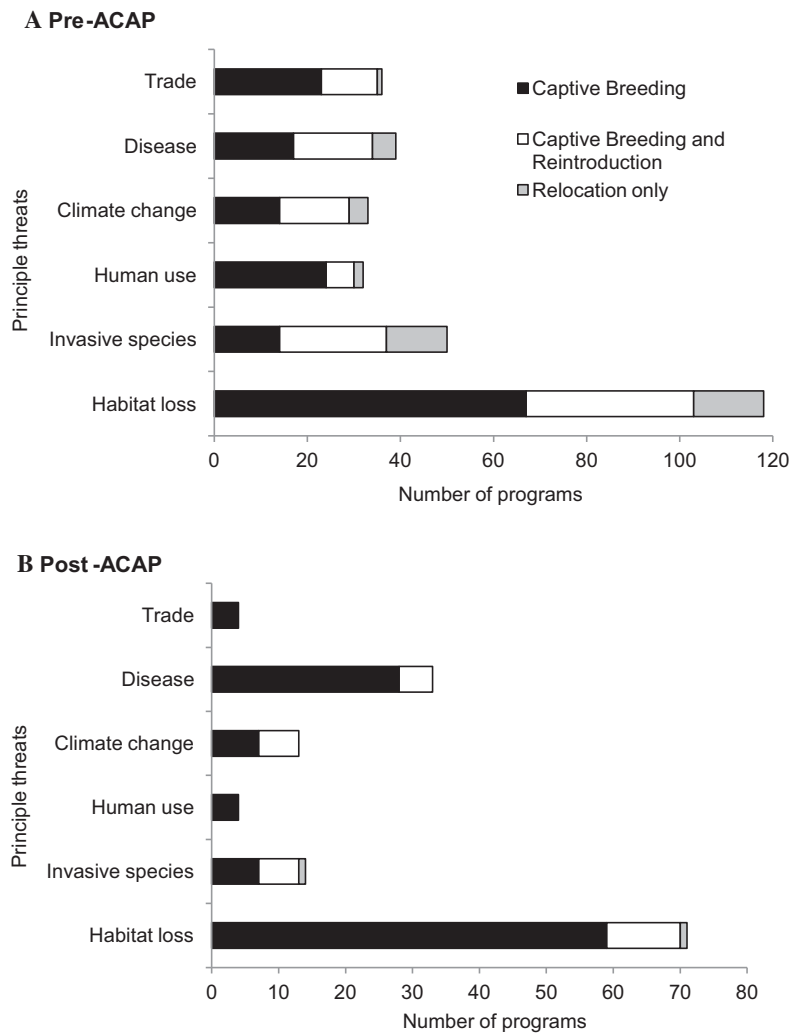 A Pre-ACAP
Trade
Disease
Climate change
Human use
Invasive species
Habitat loss
Principle threats
Captive Breeding
Captive Breeding and
Reintroduction
Relocation only
0 20 40 60 80 100 120
Number of programs
B Post -ACAP
Trade
Disease
Climate change
Human use
Invasive species
Habitat loss
Principle threats
0 10 20 30 40 50 60 70 80
Number of programs